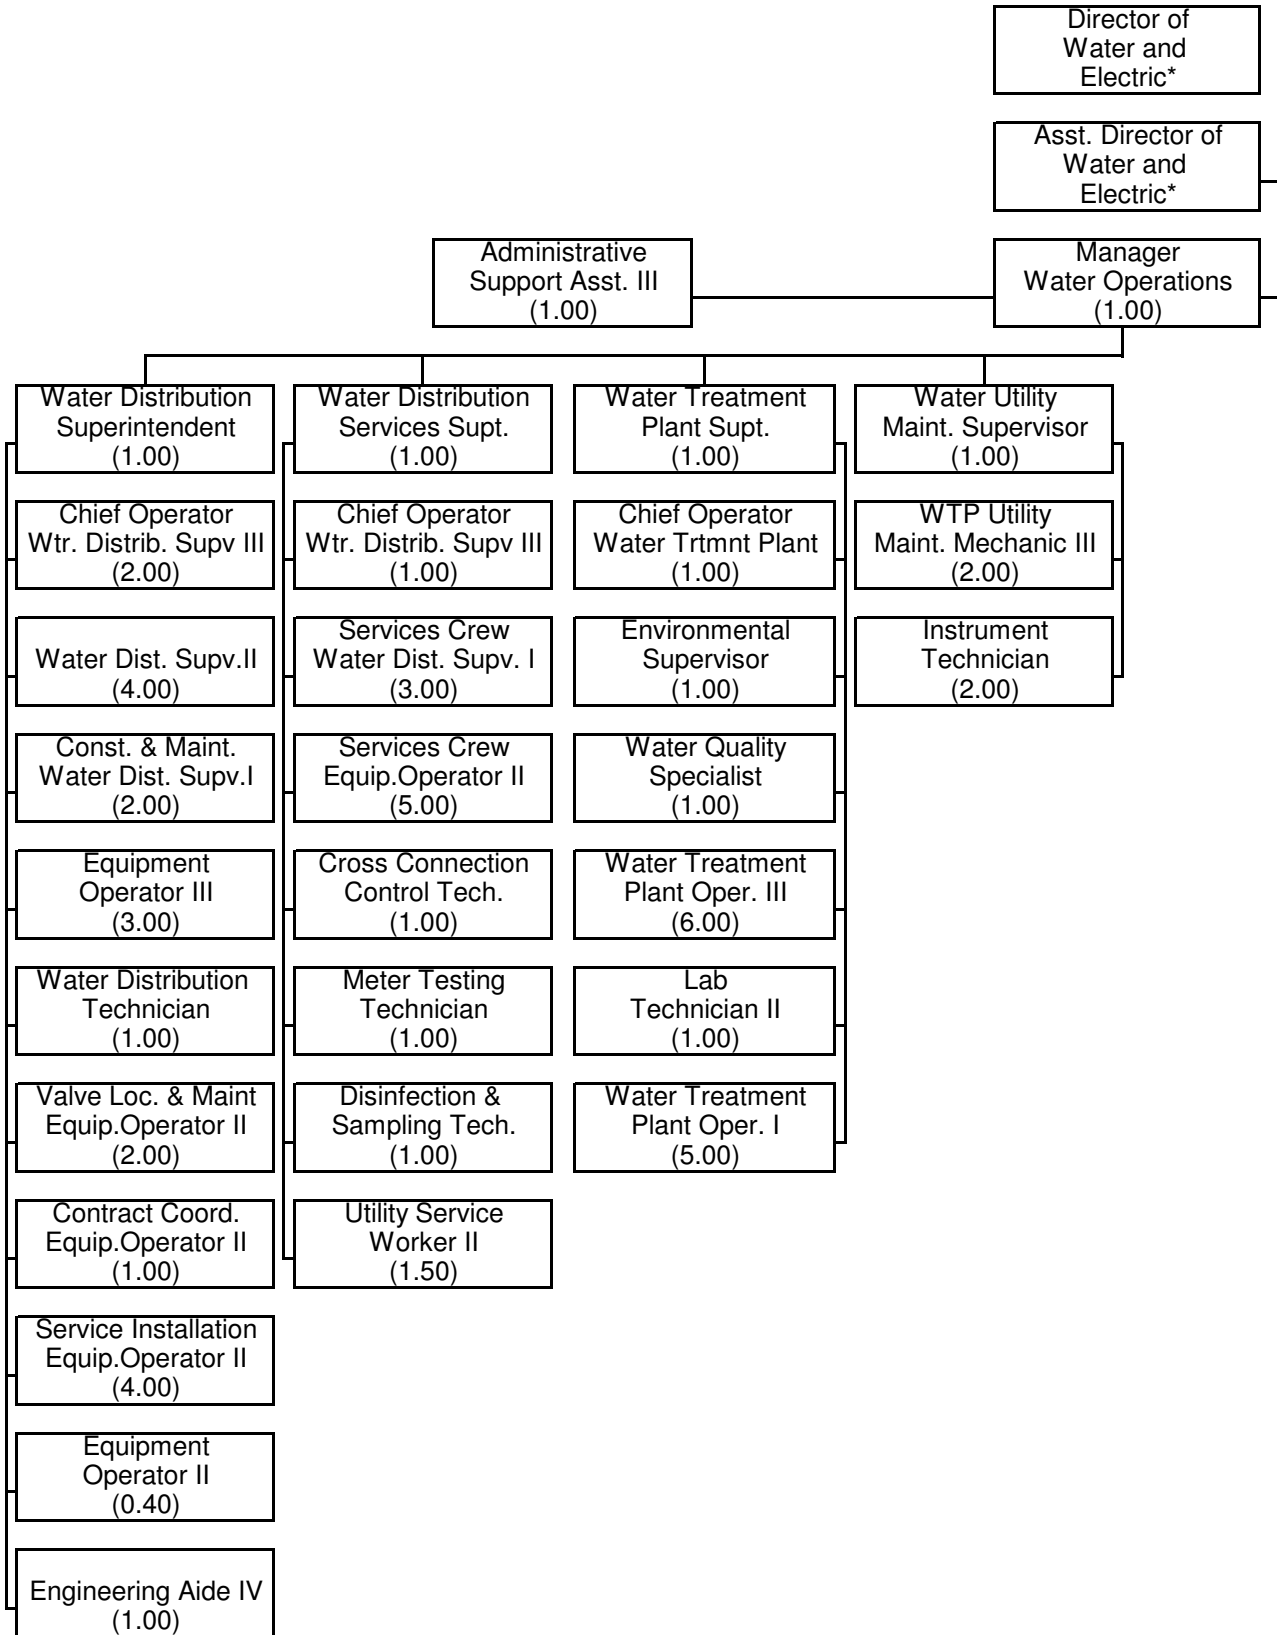 Director of
Water and
Electric*
Asst. Director of
Water and
Electric*
Administrative
Support Asst. III
(1.00)
Manager
Water Operations
(1.00)
Water Distribution
Superintendent
(1.00)
Chief Operator
Wtr. Distrib. Supv III
(2.00)
Water Dist. Supv.II
(4.00)
Const. & Maint.
Water Dist. Supv.I
(2.00)
Equipment
Operator III
(3.00)
Water Distribution
Technician
(1.00)
Valve Loc. & Maint
Equip.Operator II
(2.00)
Contract Coord.
Equip.Operator II
(1.00)
Service Installation
Equip.Operator II
(4.00)
Equipment
Operator II
(0.40)
Engineering Aide IV
(1.00)
Water Distribution
Services Supt.
(1.00)
Chief Operator
Wtr. Distrib. Supv III
(1.00)
Services Crew
Water Dist. Supv. I
(3.00)
Services Crew
Equip.Operator II
(5.00)
Cross Connection
Control Tech.
(1.00)
Meter Testing
Technician
(1.00)
Disinfection &
Sampling Tech.
(1.00)
Utility Service
Worker II
(1.50)
Water Treatment
Plant Supt.
(1.00)
Chief Operator
Water Trtmnt Plant
(1.00)
Environmental
Supervisor
(1.00)
Water Quality
Specialist
(1.00)
Water Treatment
Plant Oper. III
(6.00)
Lab
Technician II
(1.00)
Water Treatment
Plant Oper. I
(5.00)
Water Utility
Maint. Supervisor
(1.00)
WTP Utility
Maint. Mechanic III
(2.00)
Instrument
Technician
(2.00)